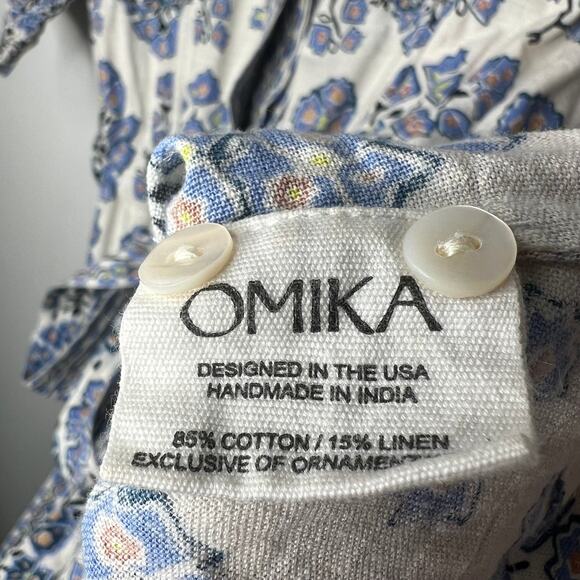 OMIKA
DESIGNED IN THE USA
HANDMADE IN INDIA
85% COTTON / 15% LINEN
EXCLUSIVE OF